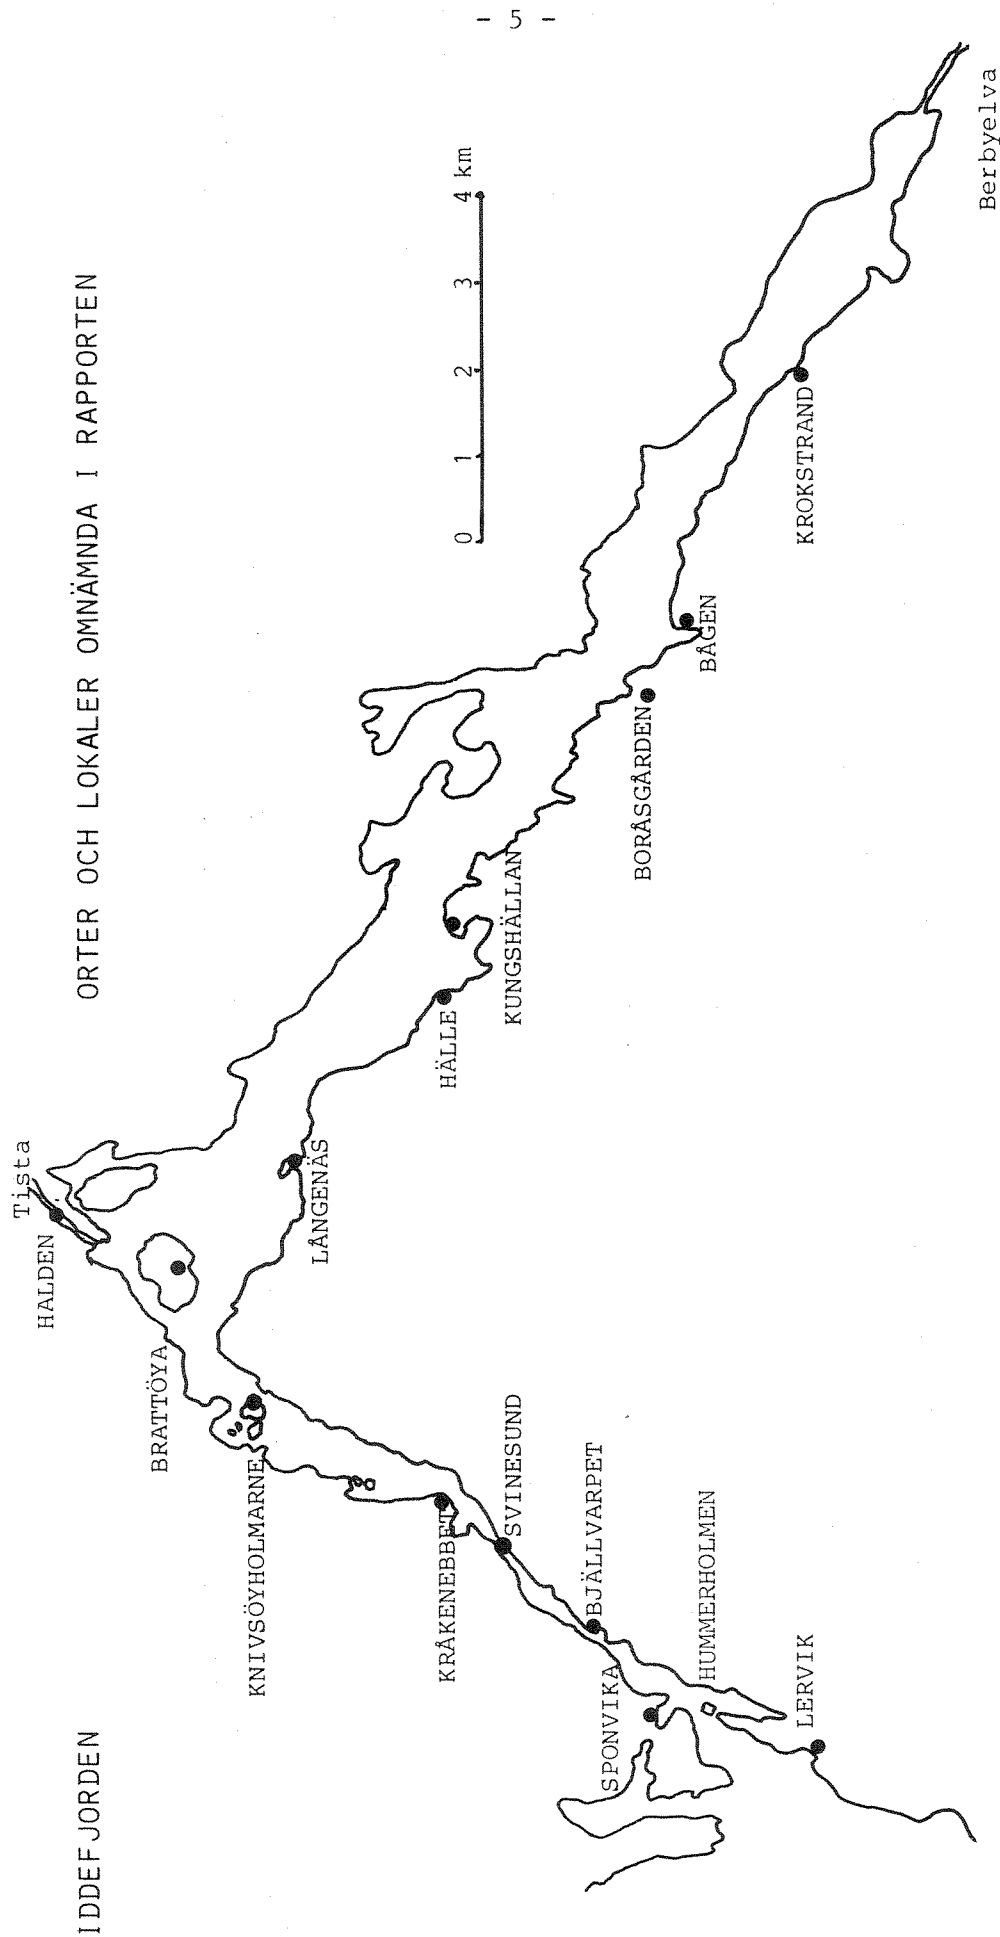 - 5 -
IDDEFJORDEN
ORTER OCH LOKALER OMNÄMNDA I RAPPORTEN
Tista
HALDEN
BRATTÖYA
KNIVSÖYHOLMARNE
LÅNGENÄS
KRÅKENEBBET
HÄLLE
SVINESUND
KUNGSHÄLLAN
0 1 2 3 4 km
BJÄLLVARPET
SPONVIKA
BORÅSGÅRDEN
HUMMERHOLMEN
BÅGEN
LERVIK
KROKSTRAND
Berbyelva